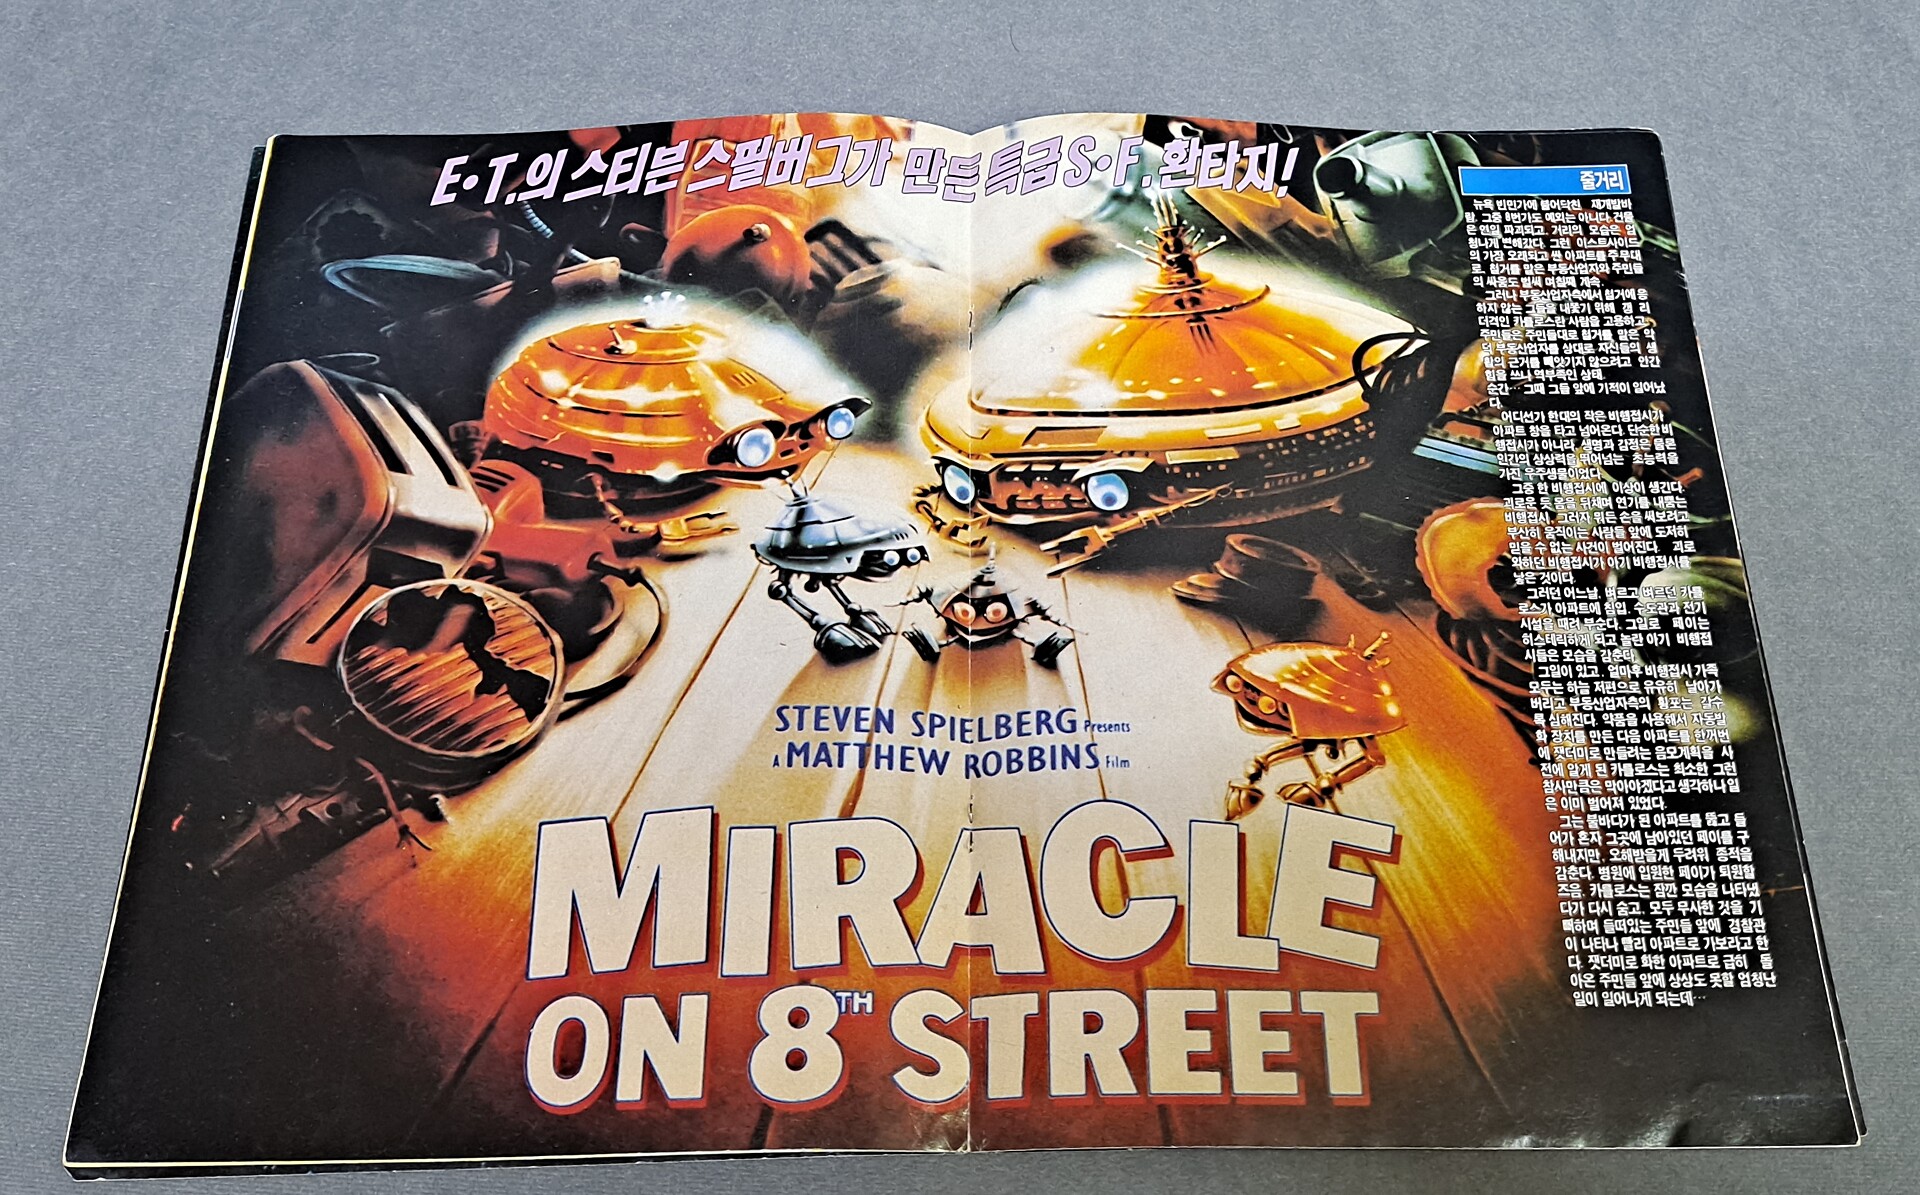 E·T.의 스티븐 스필버그가 만든 특급 S·F. 환타지!
줄거리
뉴욕 빈민가에 불어닥친 재개발바
람. 그중 8번가도 예외는 아니다. 건물
은 연일 파괴되고, 거리의 모습은 엄
청나게 변해갔다. 그런 이스트사이드
의 가장 오래되고 싼 아파트를 주무대
로, 철거를 맡은 부동산업자와 주민들
의 싸움도 벌써 며칠째 계속.
그러나 부동산업자측에서 철거에 응
하지 않는 그들을 내쫓기 위해 갱 리
더격인 카를로스란 사람을 고용하고,
주민들은 주민들대로 철거를 맡은 악
덕 부동산업자를 상대로 자신들의 생
활의 근거를 빼앗기지 않으려고 안간
힘을 쓰나 역부족인 상태.
순간… 그때 그들 앞에 기적이 일어났
다.
어디선가 한대의 작은 비행접시가
아파트 창을 타고 넘어온다. 단순한 비
행접시가 아니라, 생명과 감정은 물론
인간의 상상력을 뛰어넘는 초능력을
가진 우주생물이었다.
그중 한 비행접시에 이상이 생긴다.
괴로운 듯 몸을 뒤채며 연기를 내뿜는
비행접시. 그러자 뭐든 손을 써보려고
부산히 움직이는 사람들 앞에 도저히
믿을 수 없는 사건이 벌어진다. 괴로
와하던 비행접시가 아기 비행접시를
낳은 것이다.
그러던 어느날, 벼르고 벼르던 카를
로스가 아파트에 침입, 수도관과 전기
시설을 때려 부순다. 그일로 페이는
히스테릭하게 되고 놀란 아기 비행접
시들은 모습을 감춘다.
그일이 있고, 얼마후 비행접시 가족
모두는 하늘 저편으로 유유히 날아가
버리고 부동산업자측의 횡포는 갈수
록 심해진다. 약품을 사용해서 자동발
화 장치를 만든 다음 아파트를 한꺼번
에 잿더미로 만들려는 음모계획을 사
전에 알게 된 카를로스는 최소한 그런
참사만큼은 막아야겠다고 생각하나 일
은 이미 벌어져 있었다.
그는 불바다가 된 아파트를 뚫고 들
어가 혼자 그곳에 남아있던 페이를 구
해내지만, 오해받을게 두려워 종적을
감춘다. 병원에 입원한 페이가 퇴원할
즈음, 카를로스는 잠깐 모습을 나타냈
다가 다시 숨고, 모두 무사한 것을 기
뻐하며 들떠있는 주민들 앞에 경찰관
이 나타나 빨리 아파트로 가보라고 한
다. 잿더미로 화한 아파트로 급히 돌
아온 주민들 앞에 상상도 못할 엄청난
일이 일어나게 되는데…
STEVEN SPIELBERG Presents
A MATTHEW ROBBINS Film
MIRACLE
ON 8TH STREET